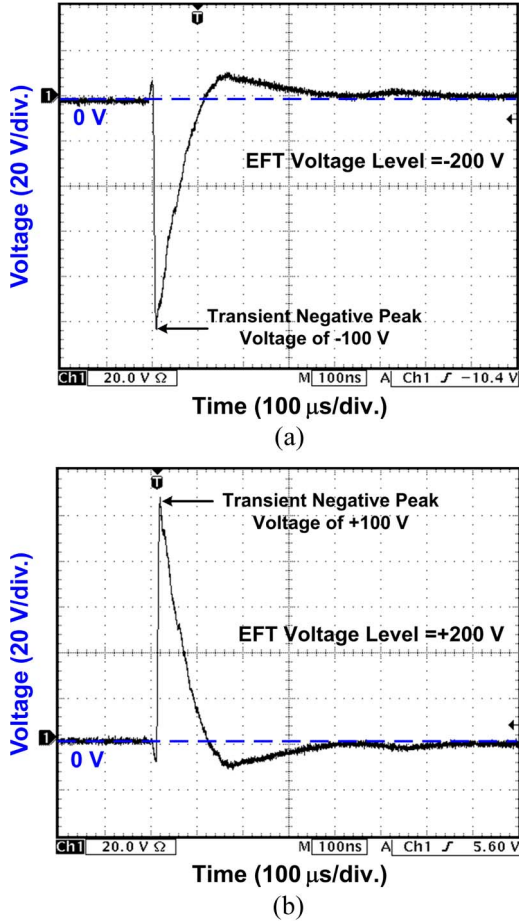 T
Voltage (20 V/div.)
1
0 V
EFT Voltage Level =-200 V
Transient Negative Peak
Voltage of -100 V
Ch1 20.0 V Ω M 100ns A Ch1 ƒ −10.4 V
Time (100 μs/div.)
(a)
T
Transient Negative Peak
Voltage of +100 V
Voltage (20 V/div.)
EFT Voltage Level =+200 V
1
0 V
Ch1 20.0 V Ω M 100ns A Ch1 ƒ 5.60 V
Time (100 μs/div.)
(b)